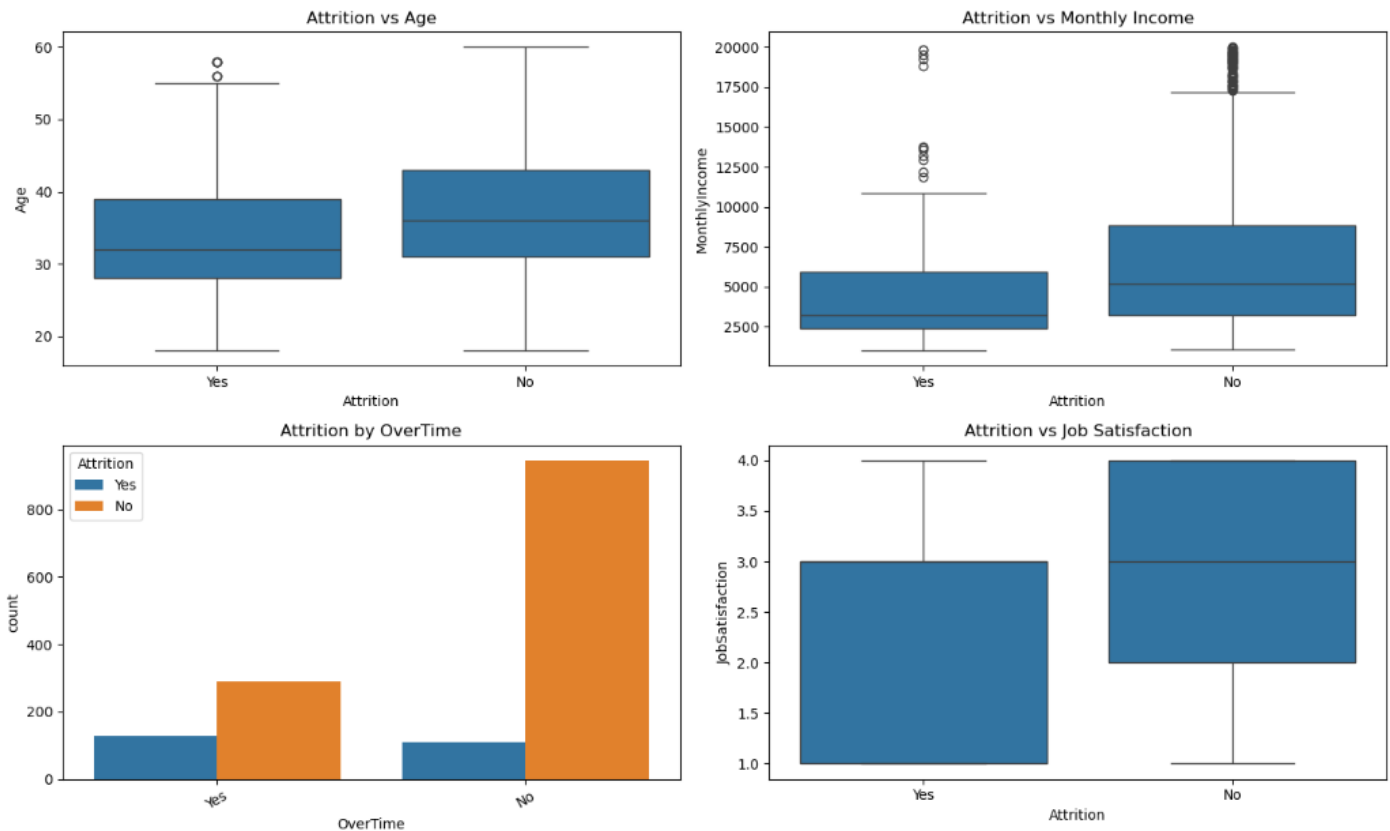 Attrition vs Age
60
50
40
30
20
Age
Yes
No
Attrition
Attrition vs Monthly Income
20000
17500
15000
12500
10000
7500
5000
2500
MonthlyIncome
Yes
No
Attrition
Attrition by OverTime
Attrition
Yes
No
800
600
400
200
0
count
Yes
No
OverTime
Attrition vs Job Satisfaction
4.0
3.5
3.0
2.5
2.0
1.5
1.0
JobSatisfaction
Yes
No
Attrition